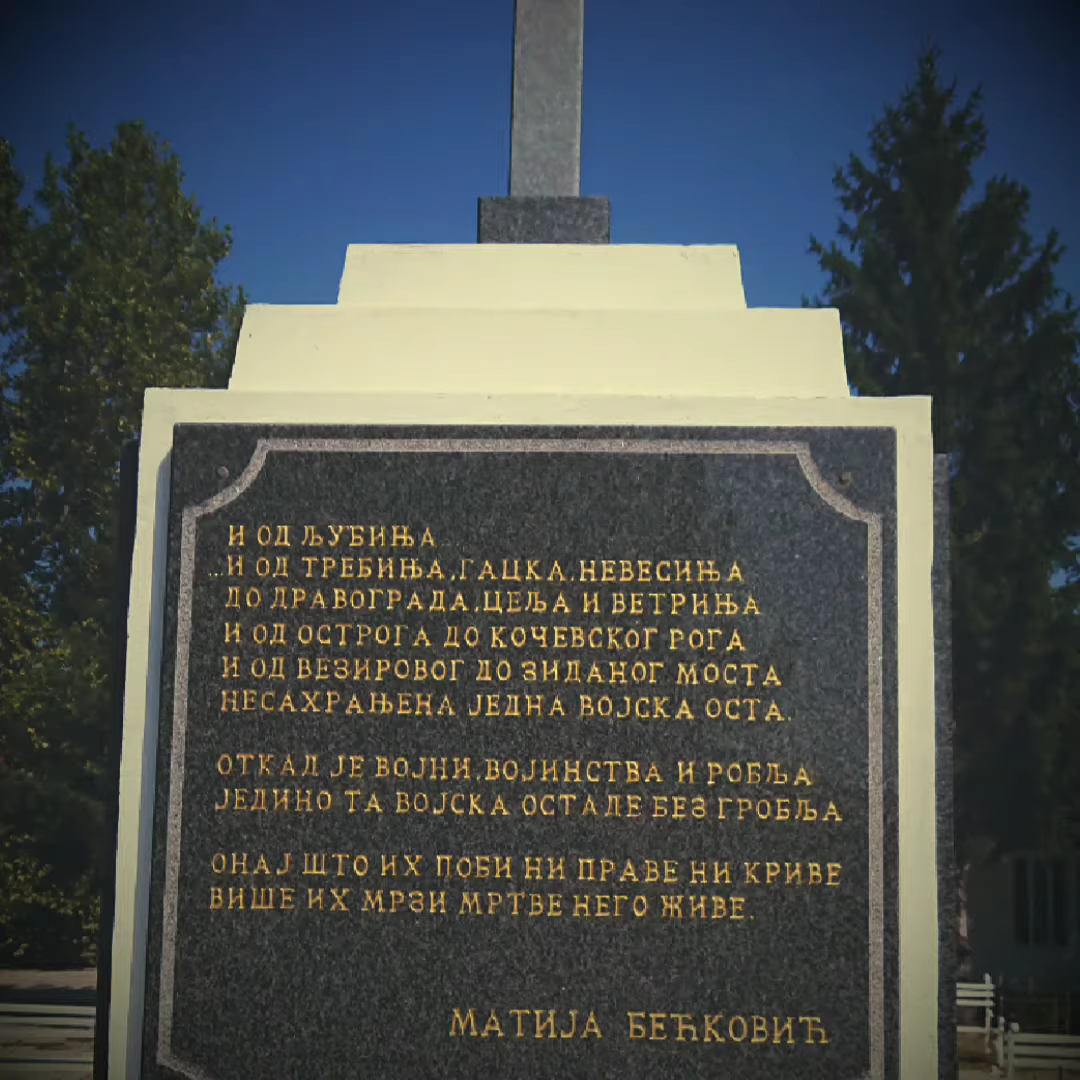 И ОД ЉУБИЊА...
...И ОД ТРЕБИЊА, ГАЦКА, НЕВЕСИЊА
ДО ДРАВОГРАДА, ЦЕЉА И ВЕТРИЊА
И ОД ОСТРОГА ДО КОЧЕВСКОГ РОГА
И ОД ВЕЗИРОВОГ ДО ЗИДАНОГ МОСТА
НЕСАХРАЊЕНА ЈЕДНА ВОЈСКА ОСТА.
ОТКАД ЈЕ ВОЈНИ, ВОЈИНСТВА И РОБЉА
ЈЕДИНО ТА ВОЈСКА ОСТАДЕ БЕЗ ГРОБЉА
ОНАЈ ШТО ИХ ПОБИ НИ ПРАВЕ НИ КРИВЕ
ВИШЕ ИХ МРЗИ МРТВЕ НЕГО ЖИВЕ.
МАТИЈА БЕЋКОВИЋ